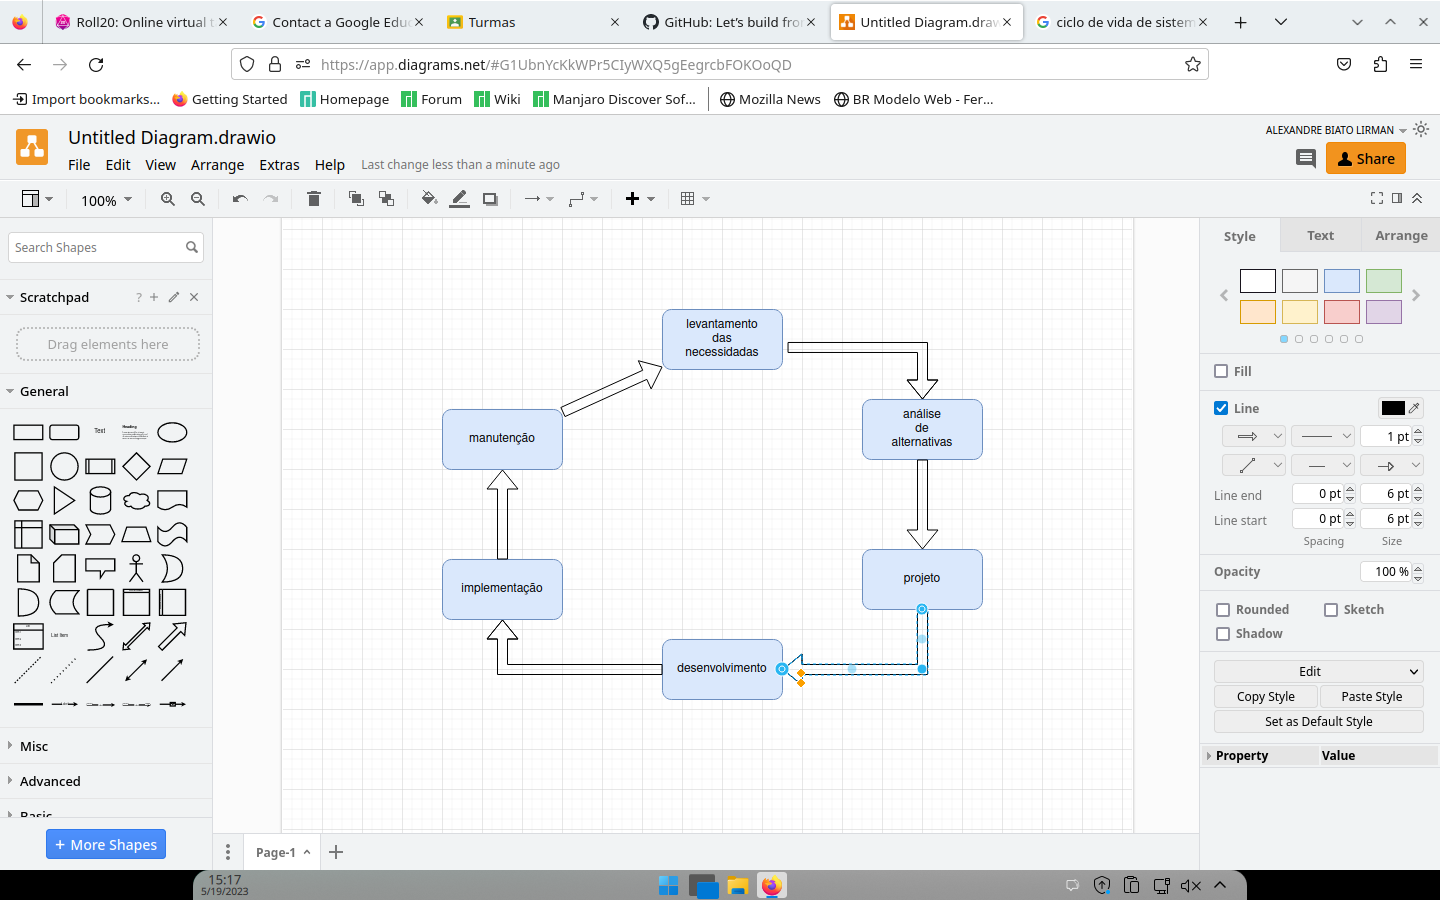 Roll20: Online virtual t
Contact a Google Educ
Turmas
GitHub: Let's build fro
Untitled Diagram.draw
ciclo de vida de sistem
https://app.diagrams.net/#G1UbnYcKkWPr5CIyWXQ5gEegrcbFOKOoQD
Import bookmarks...
Getting Started
Homepage
Forum
Wiki
Manjaro Discover Sof...
Mozilla News
BR Modelo Web - Fer...
Untitled Diagram.drawio
ALEXANDRE BIATO LIRMAN
File
Edit
View
Arrange
Extras
Help
Last change less than a minute ago
Share
100%
Search Shapes
Scratchpad
?
Drag elements here
General
Text
Heading
List Item
Misc
Advanced
Basic
+ More Shapes
levantamento
das
necessidadas
análise
de
alternativas
manutenção
projeto
implementação
desenvolvimento
Style
Text
Arrange
Fill
Line
1 pt
Line end
0 pt
6 pt
Line start
0 pt
6 pt
Spacing
Size
Opacity
100 %
Rounded
Sketch
Shadow
Edit
Copy Style
Paste Style
Set as Default Style
Property
Value
Page-1
15:17
5/19/2023